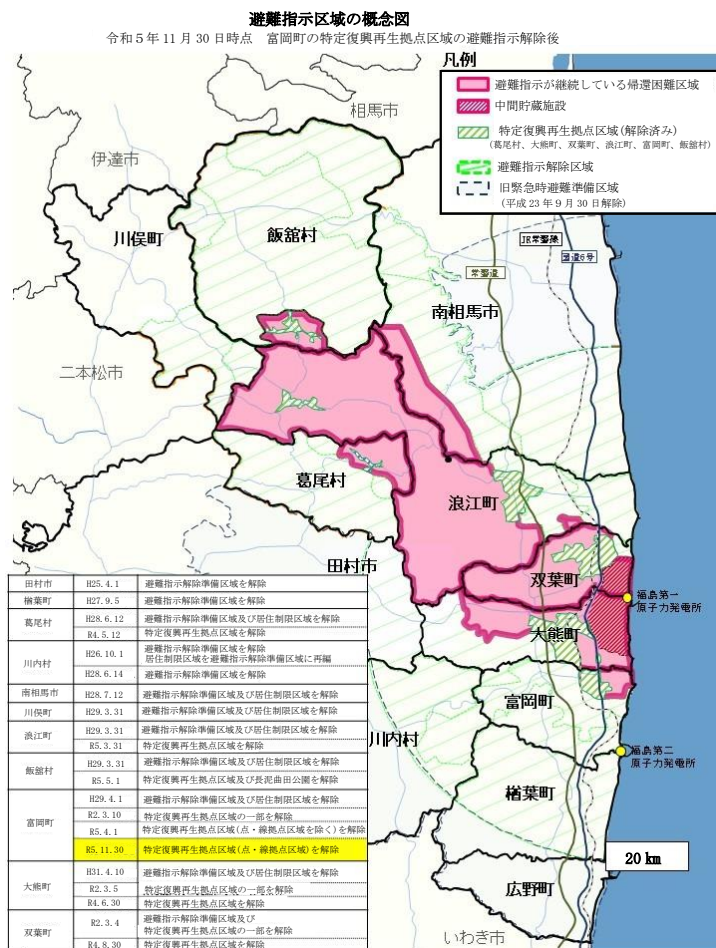 避難指示区域の概念図
令和５年 11 月 30 日時点　富岡町の特定復興再生拠点区域の避難指示解除後
凡例
避難指示が継続している帰還困難区域
中間貯蔵施設
特定復興再生拠点区域(解除済み)
(葛尾村、大熊町、双葉町、浪江町、富岡町、飯舘村)
避難指示解除区域
旧緊急時避難準備区域
(平成 23 年 9 月 30 日解除)
相馬市
伊達市
川俣町
飯舘村
JR常磐線
国道6号
常磐道
南相馬市
二本松市
葛尾村
浪江町
田村市
双葉町
福島第一
原子力発電所
大熊町
富岡町
川内村
福島第二
原子力発電所
楢葉町
20 km
広野町
いわき市
田村市 H25.4.1 避難指示解除準備区域を解除
楢葉町 H27.9.5 避難指示解除準備区域を解除
葛尾村 H28.6.12 避難指示解除準備区域及び居住制限区域を解除
R4.5.12 特定復興再生拠点区域を解除
川内村 H26.10.1 避難指示解除準備区域を解除
居住制限区域を避難指示解除準備区域に再編
H28.6.14 避難指示解除準備区域を解除
南相馬市 H28.7.12 避難指示解除準備区域及び居住制限区域を解除
川俣町 H29.3.31 避難指示解除準備区域及び居住制限区域を解除
浪江町 H29.3.31 避難指示解除準備区域及び居住制限区域を解除
R5.3.31 特定復興再生拠点区域を解除
飯舘村 H29.3.31 避難指示解除準備区域及び居住制限区域を解除
R5.5.1 特定復興再生拠点区域及び長泥曲田公園を解除
富岡町 H29.4.1 避難指示解除準備区域及び居住制限区域を解除
R2.3.10 特定復興再生拠点区域の一部を解除
R5.4.1 特定復興再生拠点区域(点・線拠点区域を除く)を解除
R5.11.30 特定復興再生拠点区域(点・線拠点区域)を解除
大熊町 H31.4.10 避難指示解除準備区域及び居住制限区域を解除
R2.3.5 特定復興再生拠点区域の一部を解除
R4.6.30 特定復興再生拠点区域を解除
双葉町 R2.3.4 避難指示解除準備区域及び
特定復興再生拠点区域の一部を解除
R4.8.30 特定復興再生拠点区域を解除